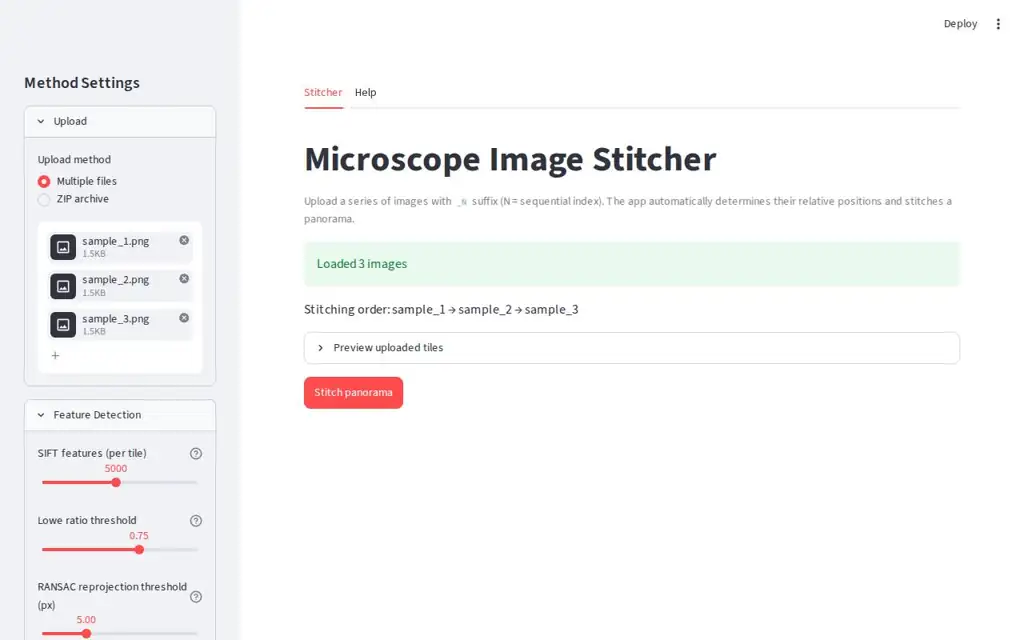 Deploy
Method Settings
Upload
Upload method
Multiple files
ZIP archive
sample_1.png
1.5KB
sample_2.png
1.5KB
sample_3.png
1.5KB
+
Feature Detection
SIFT features (per tile)
5000
Lowe ratio threshold
0.75
RANSAC reprojection threshold
(px)
5.00
Stitcher
Help
Microscope Image Stitcher
Upload a series of images with _N suffix (N = sequential index). The app automatically determines their relative positions and stitches a
panorama.
Loaded 3 images
Stitching order: sample_1 → sample_2 → sample_3
Preview uploaded tiles
Stitch panorama